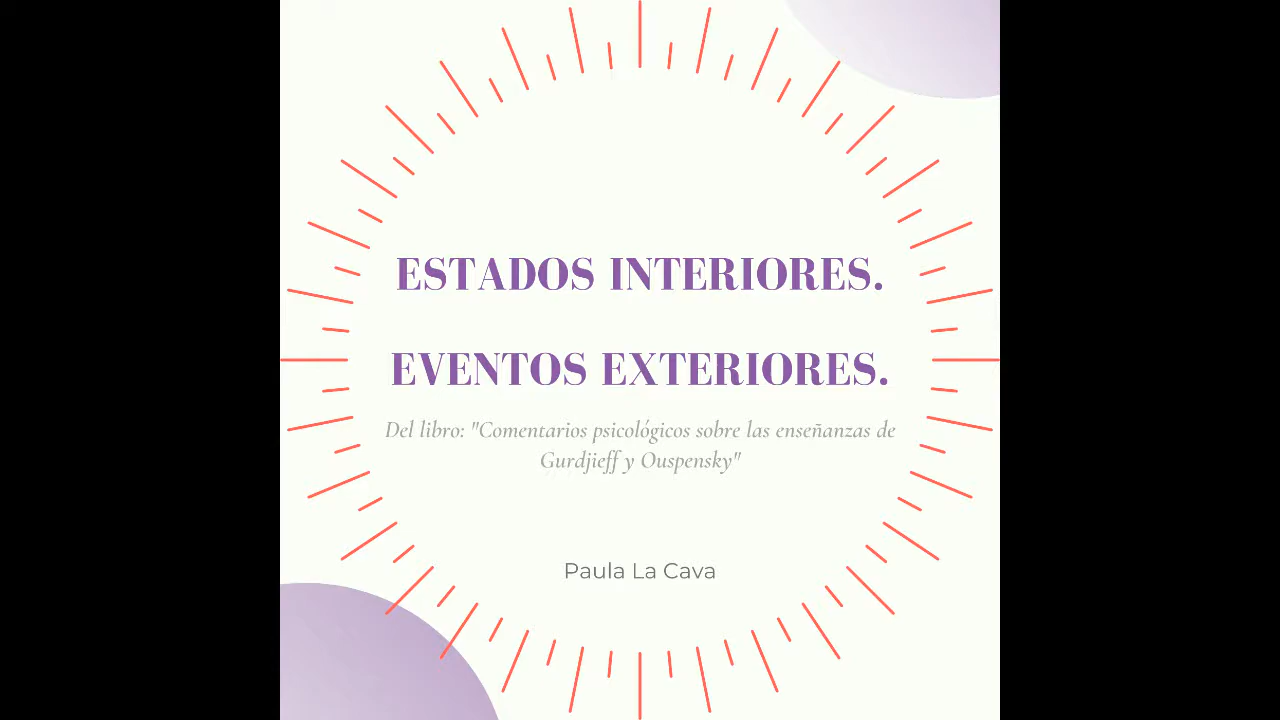 ESTADOS INTERIORES.
EVENTOS EXTERIORES.
Del libro: "Comentarios psicológicos sobre las enseñanzas de
Gurdjieff y Ouspensky"
Paula La Cava